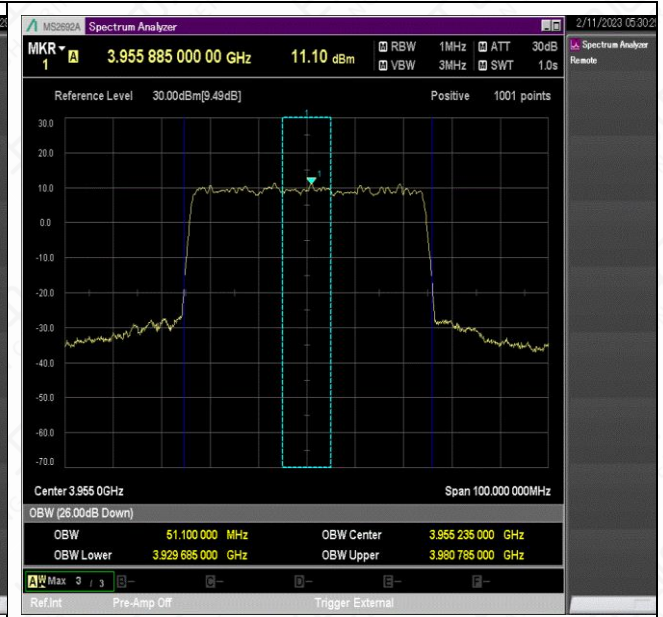 MS2692A Spectrum Analyzer
2/11/2023 05:30:2
MKR 1 A 3.955 885 000 00 GHz 11.10 dBm M RBW 1MHz M ATT 30dB
M VBW 3MHz M SWT 1.0s
Spectrum Analyzer
Remote
Reference Level 30.00dBm[9.49dB] Positive 1001 points
1
30.0
20.0
1
10.0
0.0
-10.0
-20.0
-30.0
-40.0
-50.0
-60.0
-70.0
Center 3.955 0GHz Span 100.000 000MHz
OBW (26.00dB Down)
OBW 51.100 000 MHz OBW Center 3.955 235 000 GHz
OBW Lower 3.929 685 000 GHz OBW Upper 3.980 785 000 GHz
A W Max 3 / 3 B- C- D- E- F-
Ref.Int Pre-Amp Off Trigger External